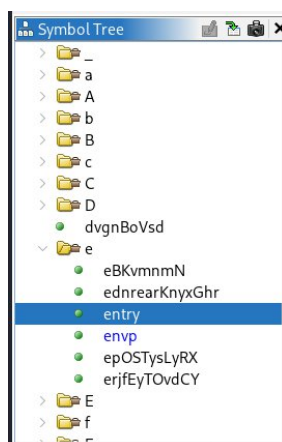 Symbol Tree
_
a
A
b
B
c
C
D
dvgnBoVsd
e
eBKvmnmN
ednrearKnyxGhr
entry
envp
epOSTysLyRX
erjfEyTOvdCY
E
f